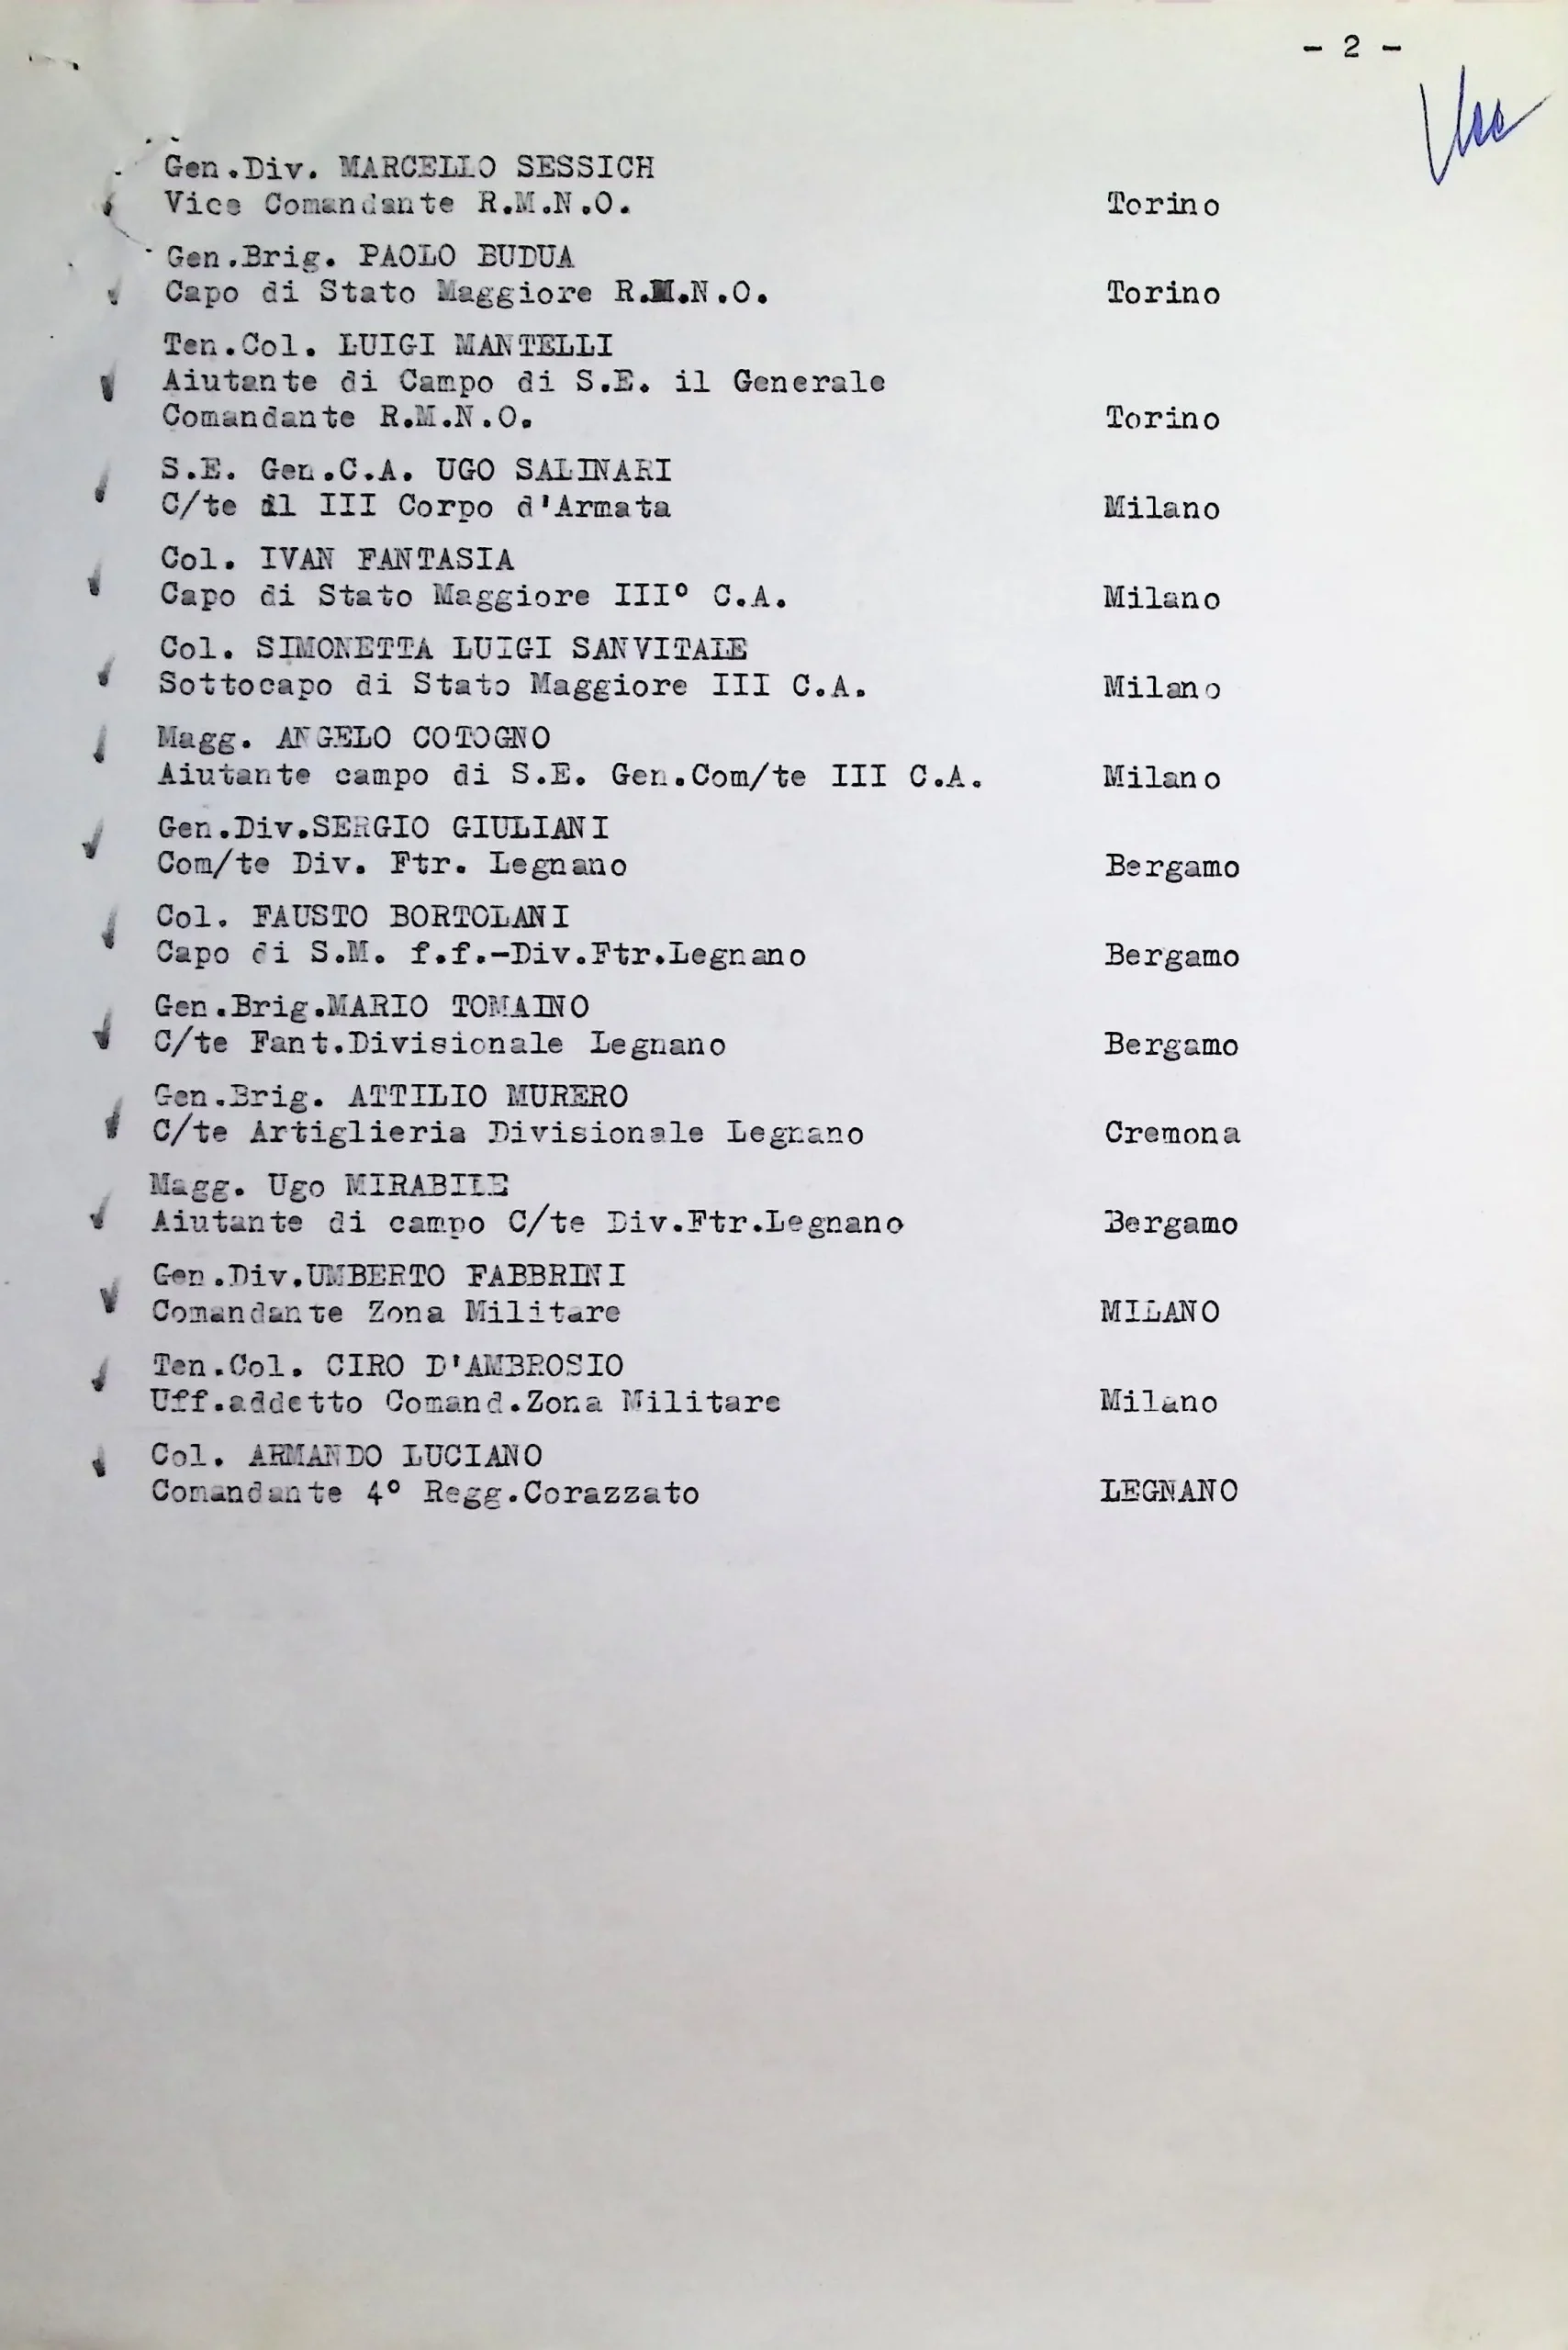 - 2 -
Gen.Div. MARCELLO SESSICH
Vice Comandante R.M.N.O. Torino
Gen.Brig. PAOLO BUDUA
Capo di Stato Maggiore R.M.N.O. Torino
Ten.Col. LUIGI MANTELLI
Aiutante di Campo di S.E. il Generale
Comandante R.M.N.O. Torino
S.E. Gen.C.A. UGO SALINARI
C/te il III Corpo d'Armata Milano
Col. IVAN FANTASIA
Capo di Stato Maggiore III° C.A. Milano
Col. SIMONETTA LUIGI SANVITALE
Sottocapo di Stato Maggiore III C.A. Milano
Magg. ANGELO COTOGNO
Aiutante campo di S.E. Gen.Com/te III C.A. Milano
Gen.Div.SERGIO GIULIANI
Com/te Div. Ftr. Legnano Bergamo
Col. FAUSTO BORTOLANI
Capo di S.M. f.f.-Div.Ftr.Legnano Bergamo
Gen.Brig.MARIO TOMAINO
C/te Fant.Divisionale Legnano Bergamo
Gen.Brig. ATTILIO MURERO
C/te Artiglieria Divisionale Legnano Cremona
Magg. Ugo MIRABILE
Aiutante di campo C/te Div.Ftr.Legnano Bergamo
Gen.Div.UMBERTO FABBRINI
Comandante Zona Militare MILANO
Ten.Col. CIRO D'AMBROSIO
Uff.addetto Comand.Zona Militare Milano
Col. ARMANDO LUCIANO
Comandante 4° Regg.Corazzato LEGNANO